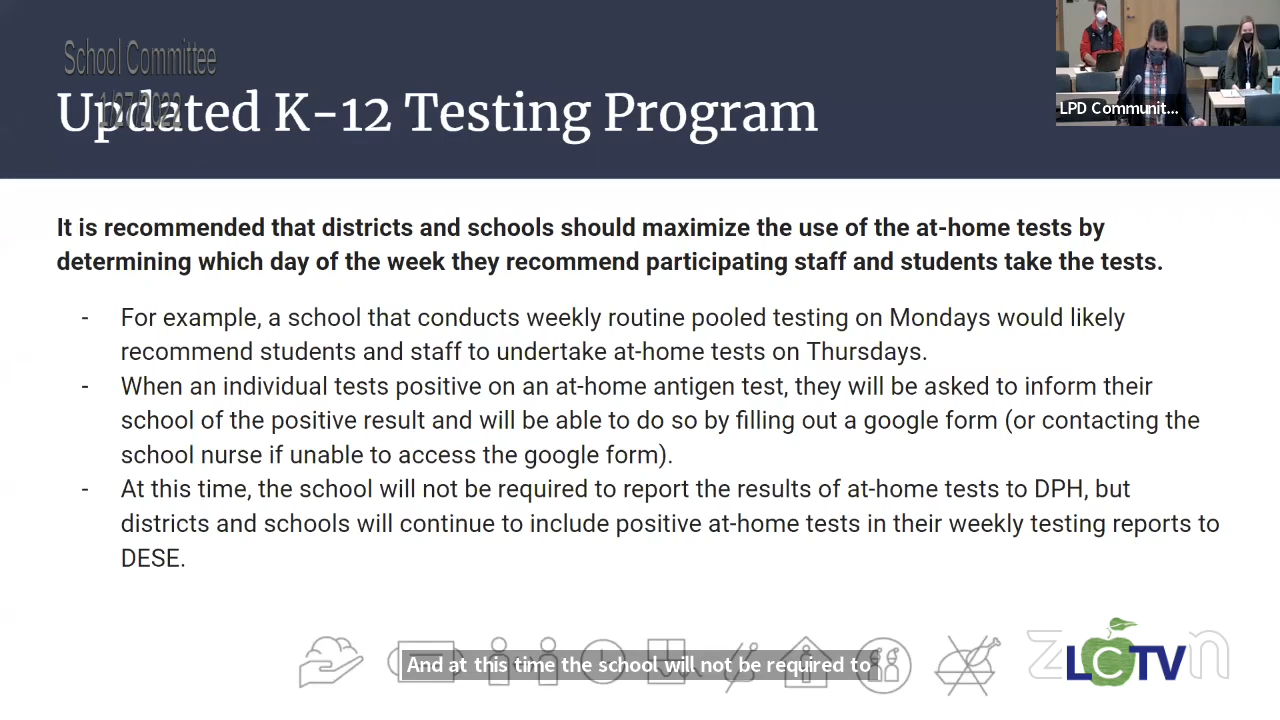 School Committee
1/27/2022
Updated K-12 Testing Program
LPD Communit...
It is recommended that districts and schools should maximize the use of the at-home tests by
determining which day of the week they recommend participating staff and students take the tests.
- For example, a school that conducts weekly routine pooled testing on Mondays would likely
recommend students and staff to undertake at-home tests on Thursdays.
- When an individual tests positive on an at-home antigen test, they will be asked to inform their
school of the positive result and will be able to do so by filling out a google form (or contacting the
school nurse if unable to access the google form).
- At this time, the school will not be required to report the results of at-home tests to DPH, but
districts and schools will continue to include positive at-home tests in their weekly testing reports to
DESE.
And at this time the school will not be required to
zoom
LCTV